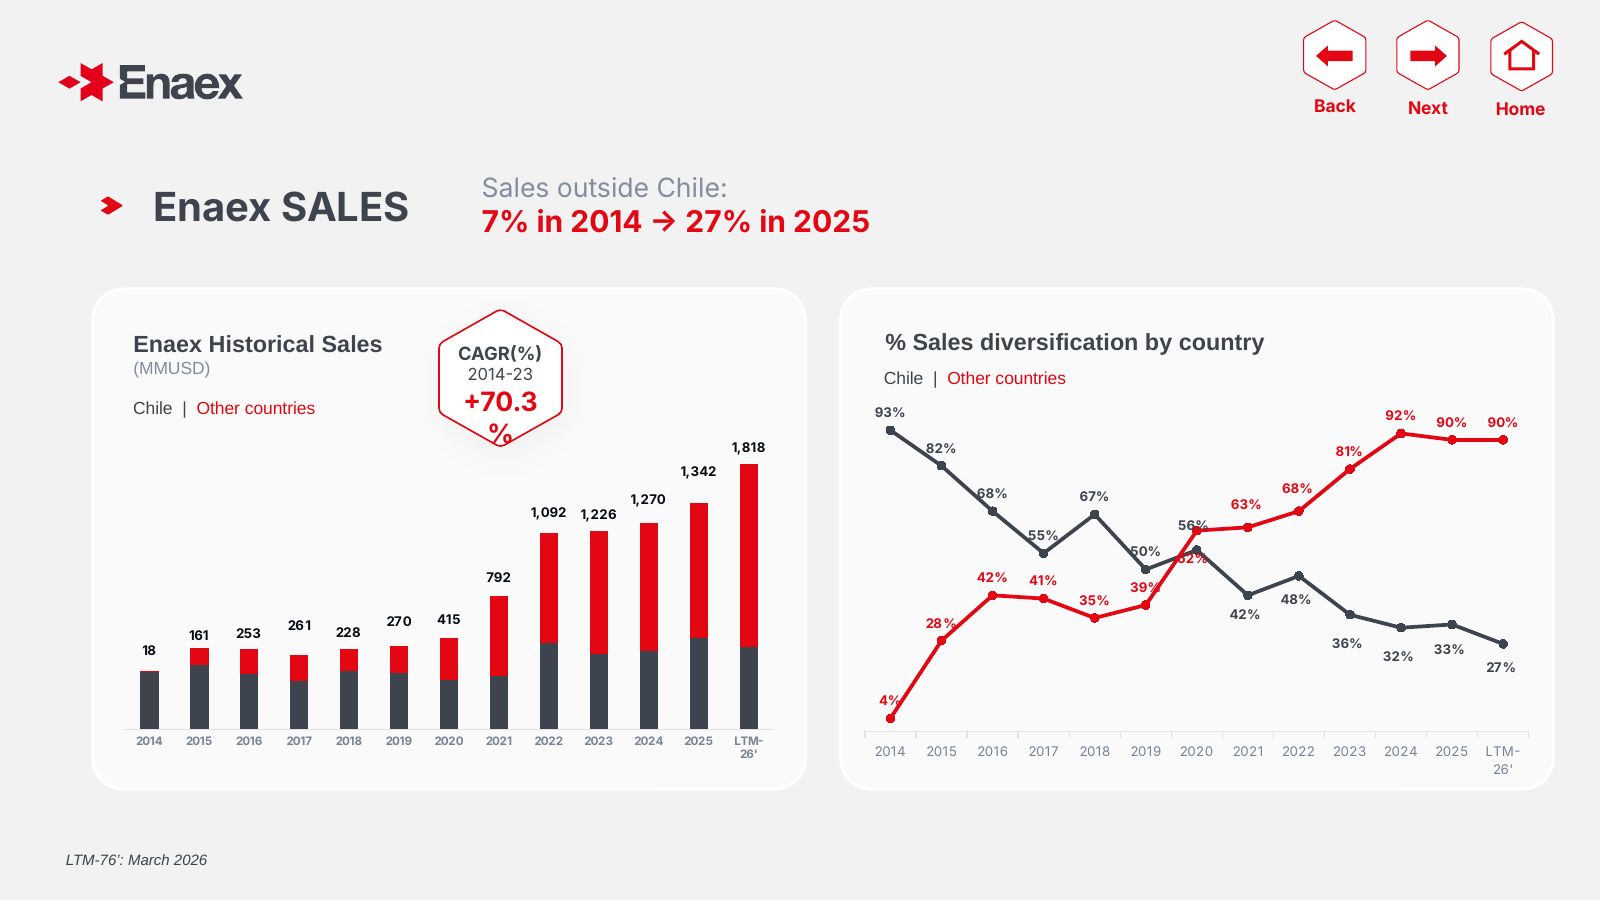 Enaex
Back
Next
Home
Enaex SALES
Sales outside Chile:
7% in 2014 → 27% in 2025
Enaex Historical Sales
(MMUSD)
Chile | Other countries
CAGR(%)
2014-23
+70.3
%
18
161
253
261
228
270
415
792
1,092
1,226
1,270
1,342
1,818
2014 2015 2016 2017 2018 2019 2020 2021 2022 2023 2024 2025 LTM-
26'
% Sales diversification by country
Chile | Other countries
93%
82%
68%
55%
67%
50%
56%
42%
48%
36%
32%
33%
27%
4%
28%
42%
41%
35%
39%
62%
63%
68%
81%
92%
90%
90%
2014 2015 2016 2017 2018 2019 2020 2021 2022 2023 2024 2025 LTM-
26'
LTM-76': March 2026